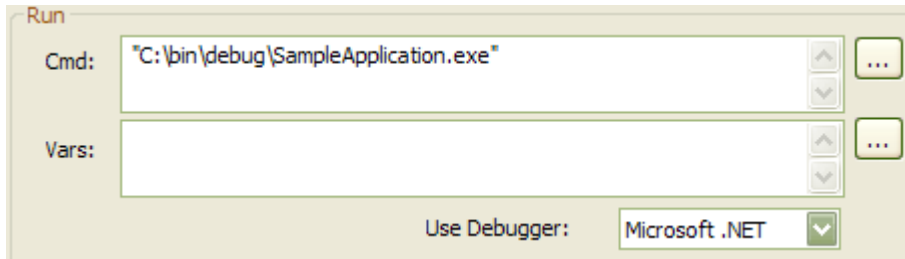 Run
Cmd:
"C:\bin\debug\SampleApplication.exe"
...
Vars:
...
Use Debugger:
Microsoft .NET